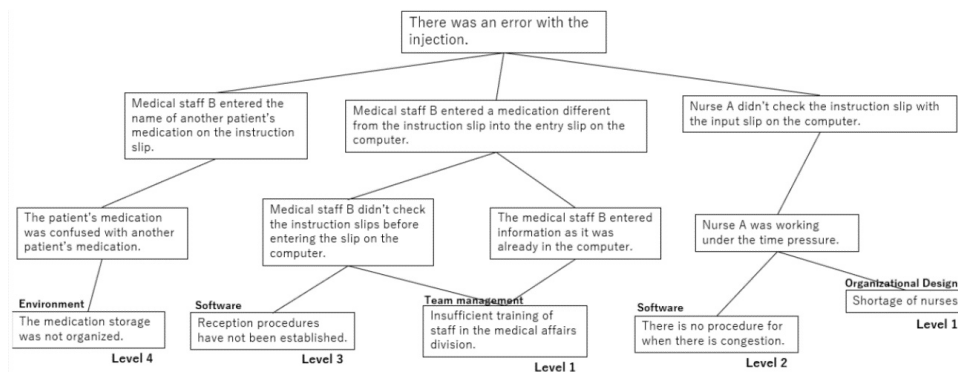 There was an error with the
injection.
Medical staff B entered the
name of another patient's
medication on the instruction
slip.
Medical staff B entered a medication different
from the instruction slip into the entry slip on the
computer.
Nurse A didn't check the instruction slip with
the input slip on the computer.
The patient's medication
was confused with another
patient's medication.
Medical staff B didn't check
the instruction slips before
entering the slip on the
computer.
The medical staff B entered
information as it was
already in the computer.
Nurse A was working
under the time pressure.
Environment
The medication storage
was not organized.
Level 4
Software
Reception procedures
have not been established.
Level 3
Team management
Insufficient training of
staff in the medical affairs
division.
Level 1
Software
There is no procedure for
when there is congestion.
Level 2
Organizational Design
Shortage of nurses
Level 1